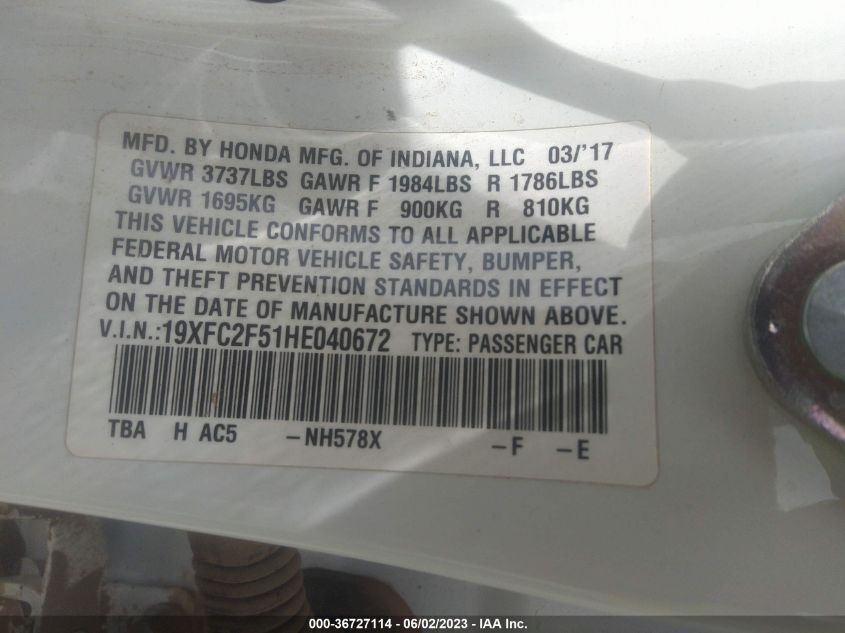 MFD. BY HONDA MFG. OF INDIANA, LLC 03/'17
GVWR 3737LBS GAWR F 1984LBS R 1786LBS
GVWR 1695KG GAWR F 900KG R 810KG
THIS VEHICLE CONFORMS TO ALL APPLICABLE
FEDERAL MOTOR VEHICLE SAFETY, BUMPER,
AND THEFT PREVENTION STANDARDS IN EFFECT
ON THE DATE OF MANUFACTURE SHOWN ABOVE.
V.I.N.:19XFC2F51HE040672 TYPE: PASSENGER CAR
TBA H AC5 –NH578X –F –E
000-36727114 - 06/02/2023 - IAA Inc.